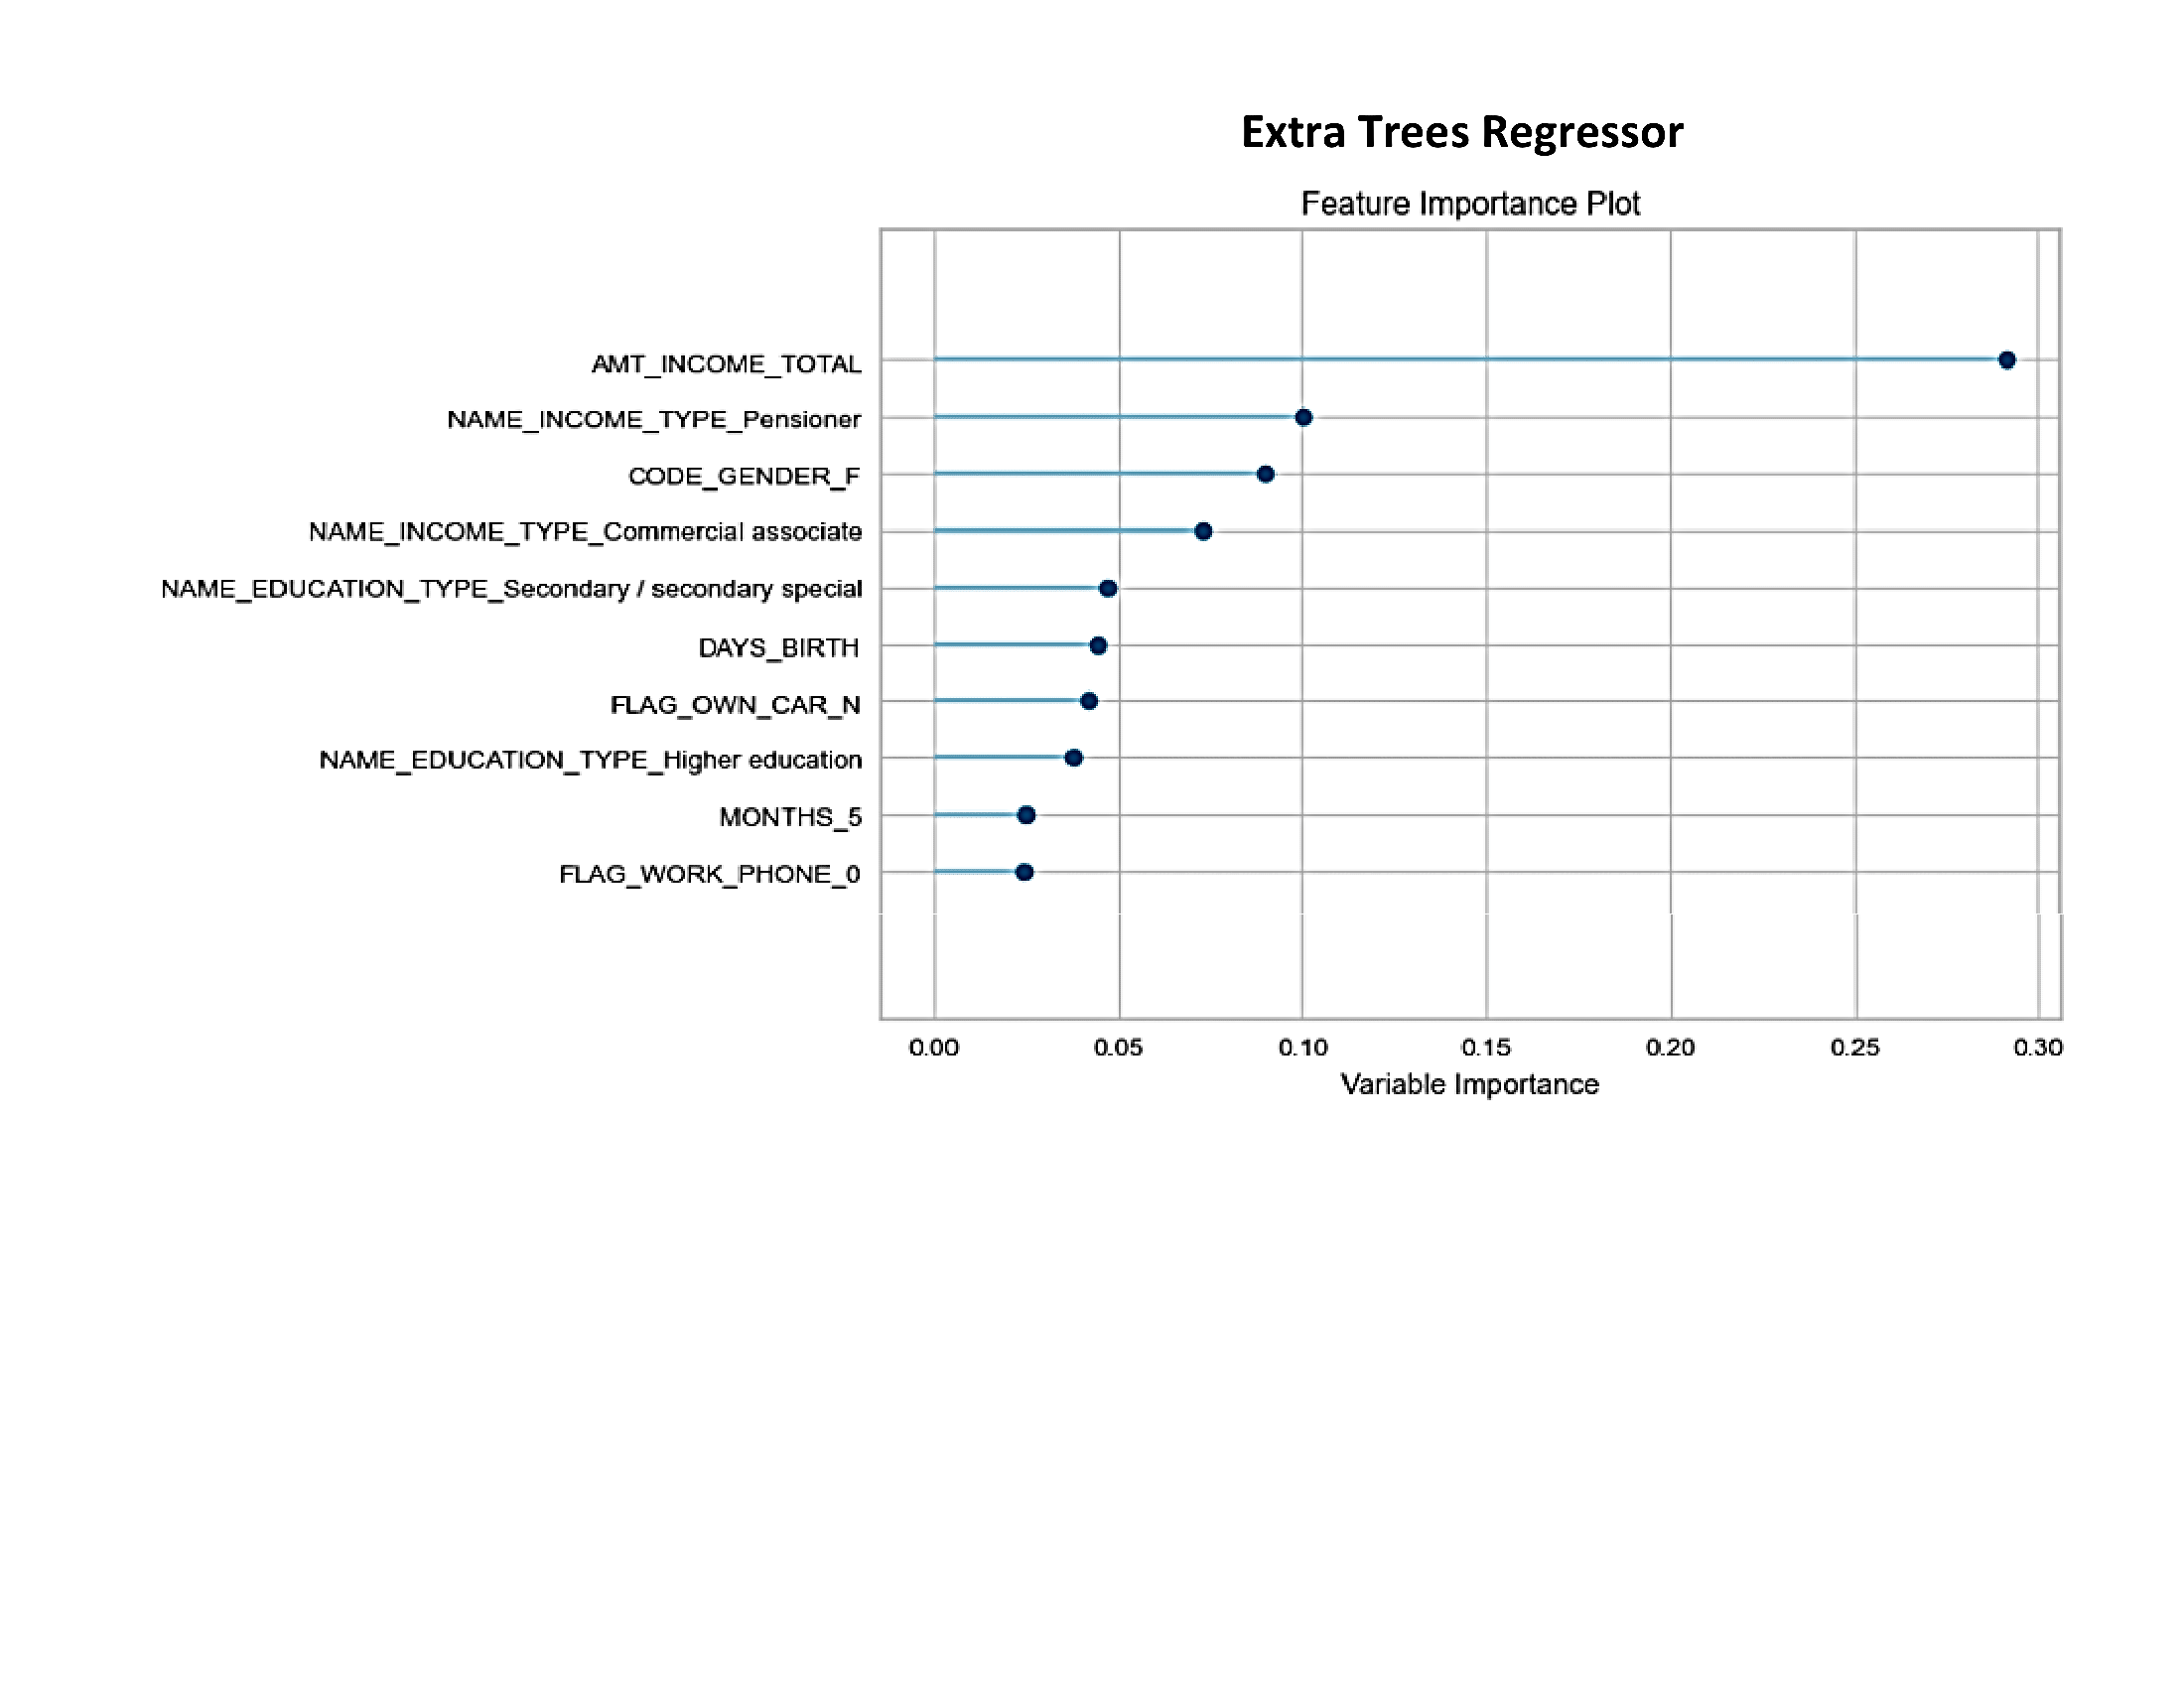 Extra Trees Regressor
Feature Importance Plot
AMT_INCOME_TOTAL
NAME_INCOME_TYPE_Pensioner
CODE_GENDER_F
NAME_INCOME_TYPE_Commercial associate
NAME_EDUCATION_TYPE_Secondary / secondary special
DAYS_BIRTH
FLAG_OWN_CAR_N
NAME_EDUCATION_TYPE_Higher education
MONTHS_5
FLAG_WORK_PHONE_0
0.00 0.05 0.10 0.15 0.20 0.25 0.30
Variable Importance